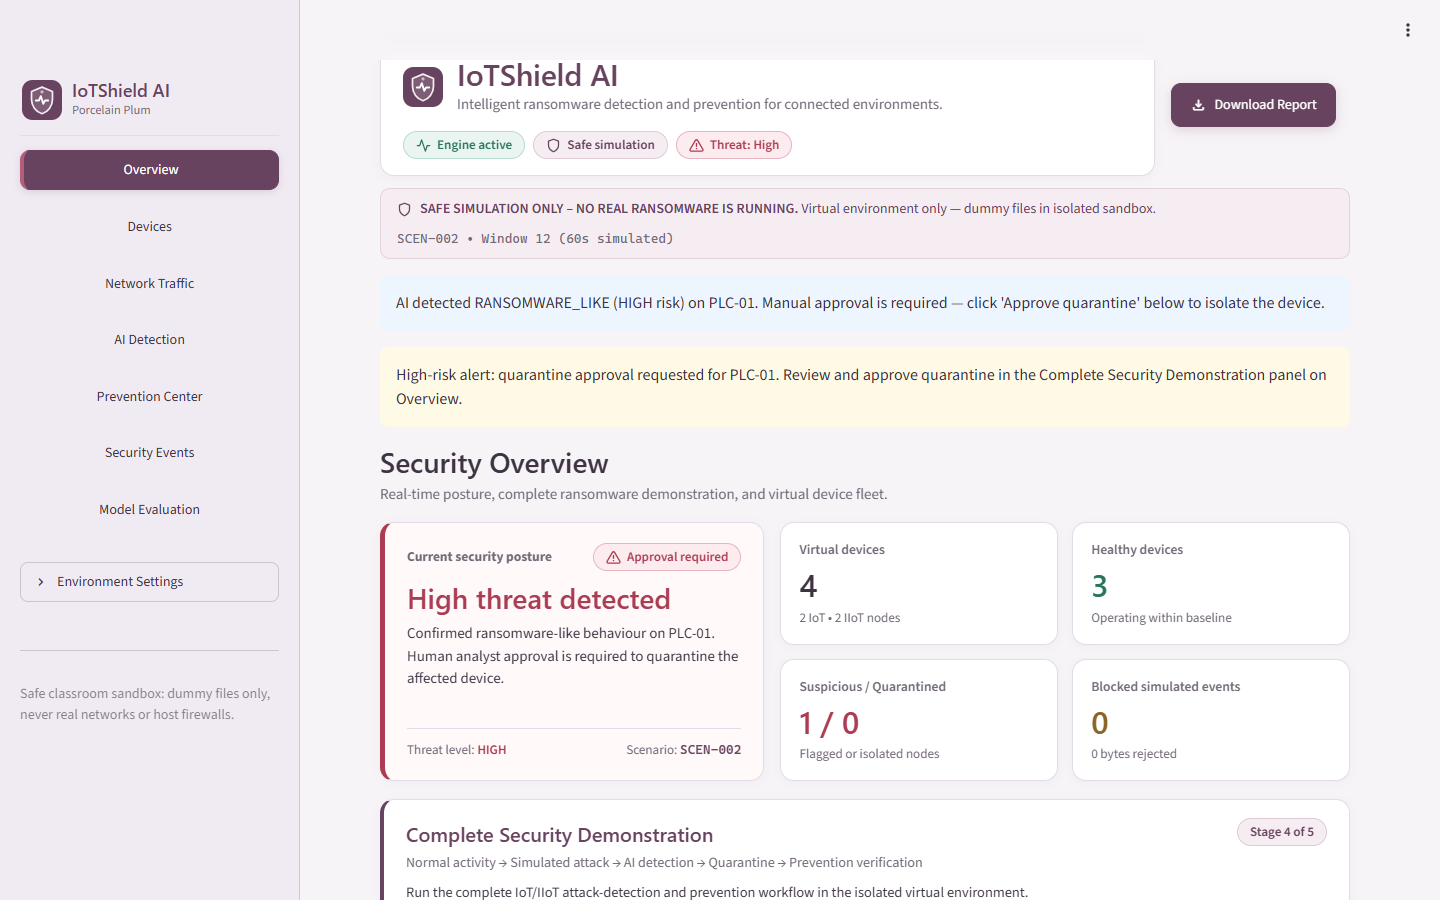 IoTShield AI
Porcelain Plum
Overview
Devices
Network Traffic
AI Detection
Prevention Center
Security Events
Model Evaluation
Environment Settings
Safe classroom sandbox: dummy files only,
never real networks or host firewalls.
IoTShield AI
Intelligent ransomware detection and prevention for connected environments.
Engine active
Safe simulation
Threat: High
Download Report
SAFE SIMULATION ONLY – NO REAL RANSOMWARE IS RUNNING. Virtual environment only — dummy files in isolated sandbox.
SCEN-002 • Window 12 (60s simulated)
AI detected RANSOMWARE_LIKE (HIGH risk) on PLC-01. Manual approval is required — click 'Approve quarantine' below to isolate the device.
High-risk alert: quarantine approval requested for PLC-01. Review and approve quarantine in the Complete Security Demonstration panel on
Overview.
Security Overview
Real-time posture, complete ransomware demonstration, and virtual device fleet.
Current security posture
Approval required
High threat detected
Confirmed ransomware-like behaviour on PLC-01.
Human analyst approval is required to quarantine the
affected device.
Threat level: HIGH
Scenario: SCEN-002
Virtual devices
4
2 IoT • 2 IIoT nodes
Healthy devices
3
Operating within baseline
Suspicious / Quarantined
1 / 0
Flagged or isolated nodes
Blocked simulated events
0
0 bytes rejected
Complete Security Demonstration
Stage 4 of 5
Normal activity → Simulated attack → AI detection → Quarantine → Prevention verification
Run the complete IoT/IIoT attack-detection and prevention workflow in the isolated virtual environment.